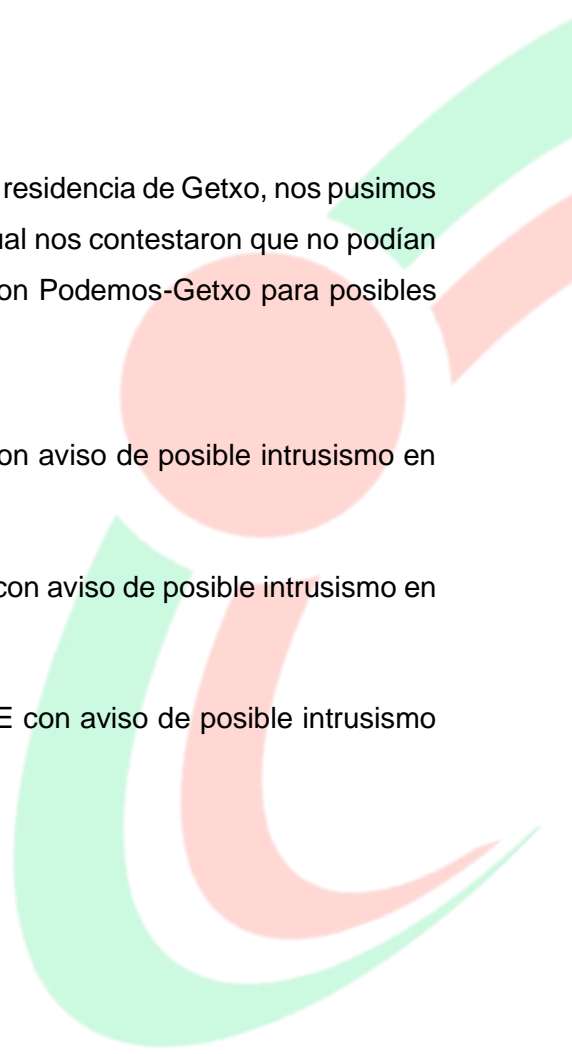 residencia de Getxo, nos pusimos
ual nos contestaron que no podían
on Podemos-Getxo para posibles
on aviso de posible intrusismo en
con aviso de posible intrusismo en
E con aviso de posible intrusismo